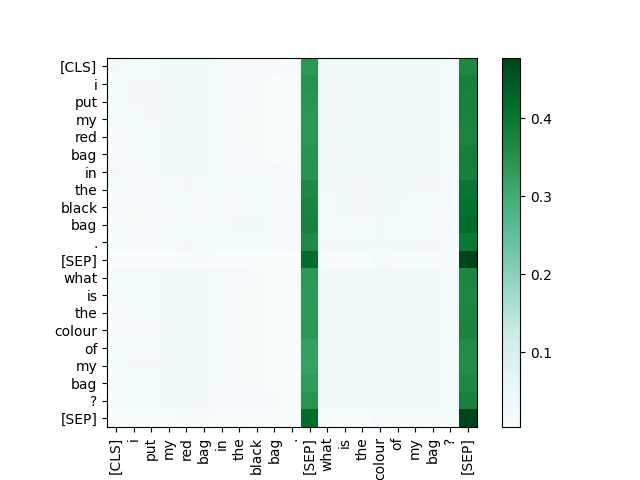 [CLS]
i
put
my
red
bag
in
the
black
bag
.
[SEP]
what
is
the
colour
of
my
bag
?
[SEP]
[CLS] i put my red bag in the black bag . [SEP] what is the colour of my bag ? [SEP]
0.4
0.3
0.2
0.1